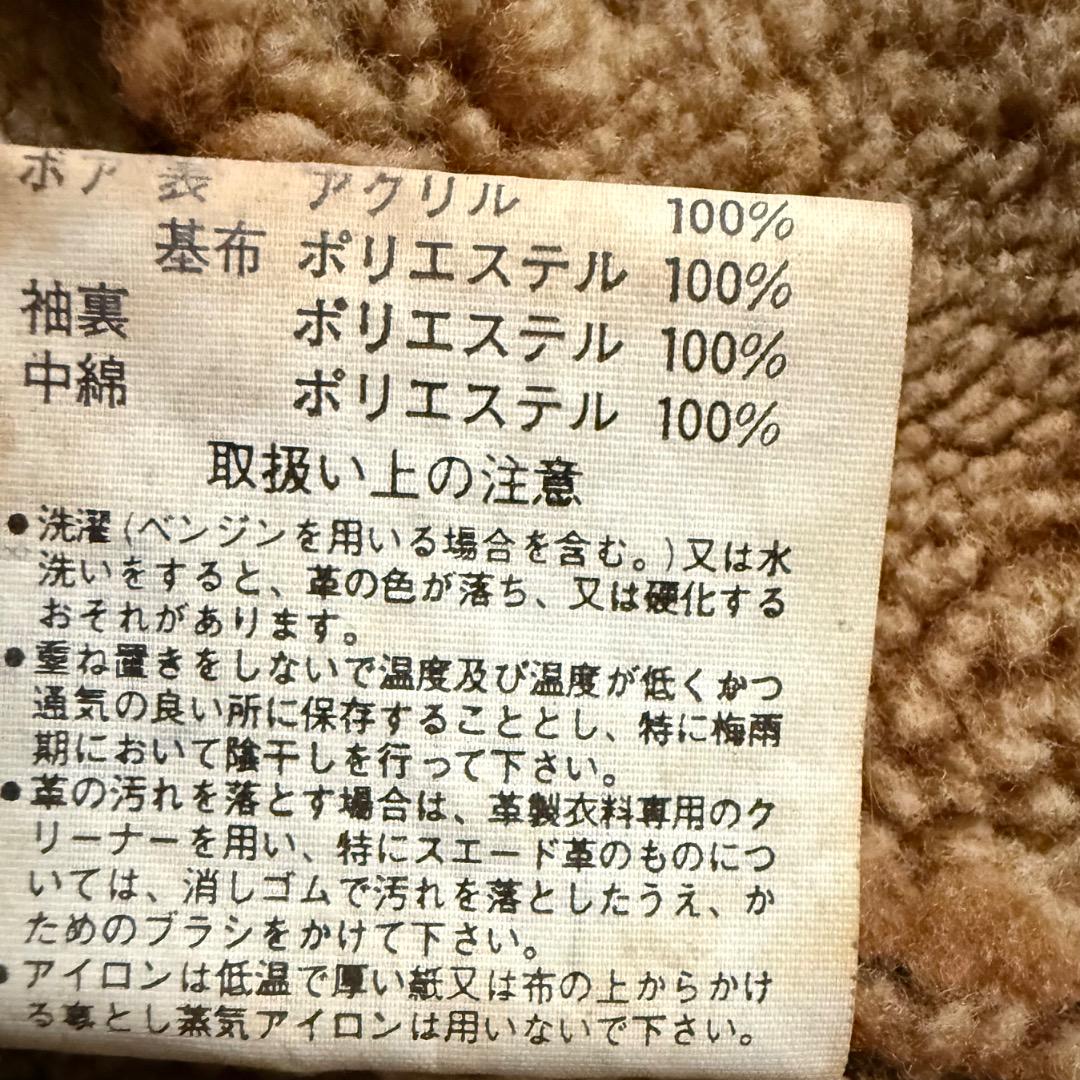 ボア 表 アクリル 100%
基布 ポリエステル 100%
袖裏 ポリエステル 100%
中綿 ポリエステル 100%
取扱い上の注意
●洗濯(ベンジンを用いる場合を含む。)又は水
洗いをすると、革の色が落ち、又は硬化する
おそれがあります。
●重ね置きをしないで温度及び温度が低くかつ
通気の良い所に保存することとし、特に梅雨
期において陰干しを行って下さい。
●革の汚れを落とす場合は、革製衣料専用のク
リーナーを用い、特にスエード革のものにつ
いては、消しゴムで汚れを落としたうえ、か
ためのブラシをかけて下さい。
●アイロンは低温で厚い紙又は布の上からかけ
る事とし蒸気アイロンは用いないで下さい。